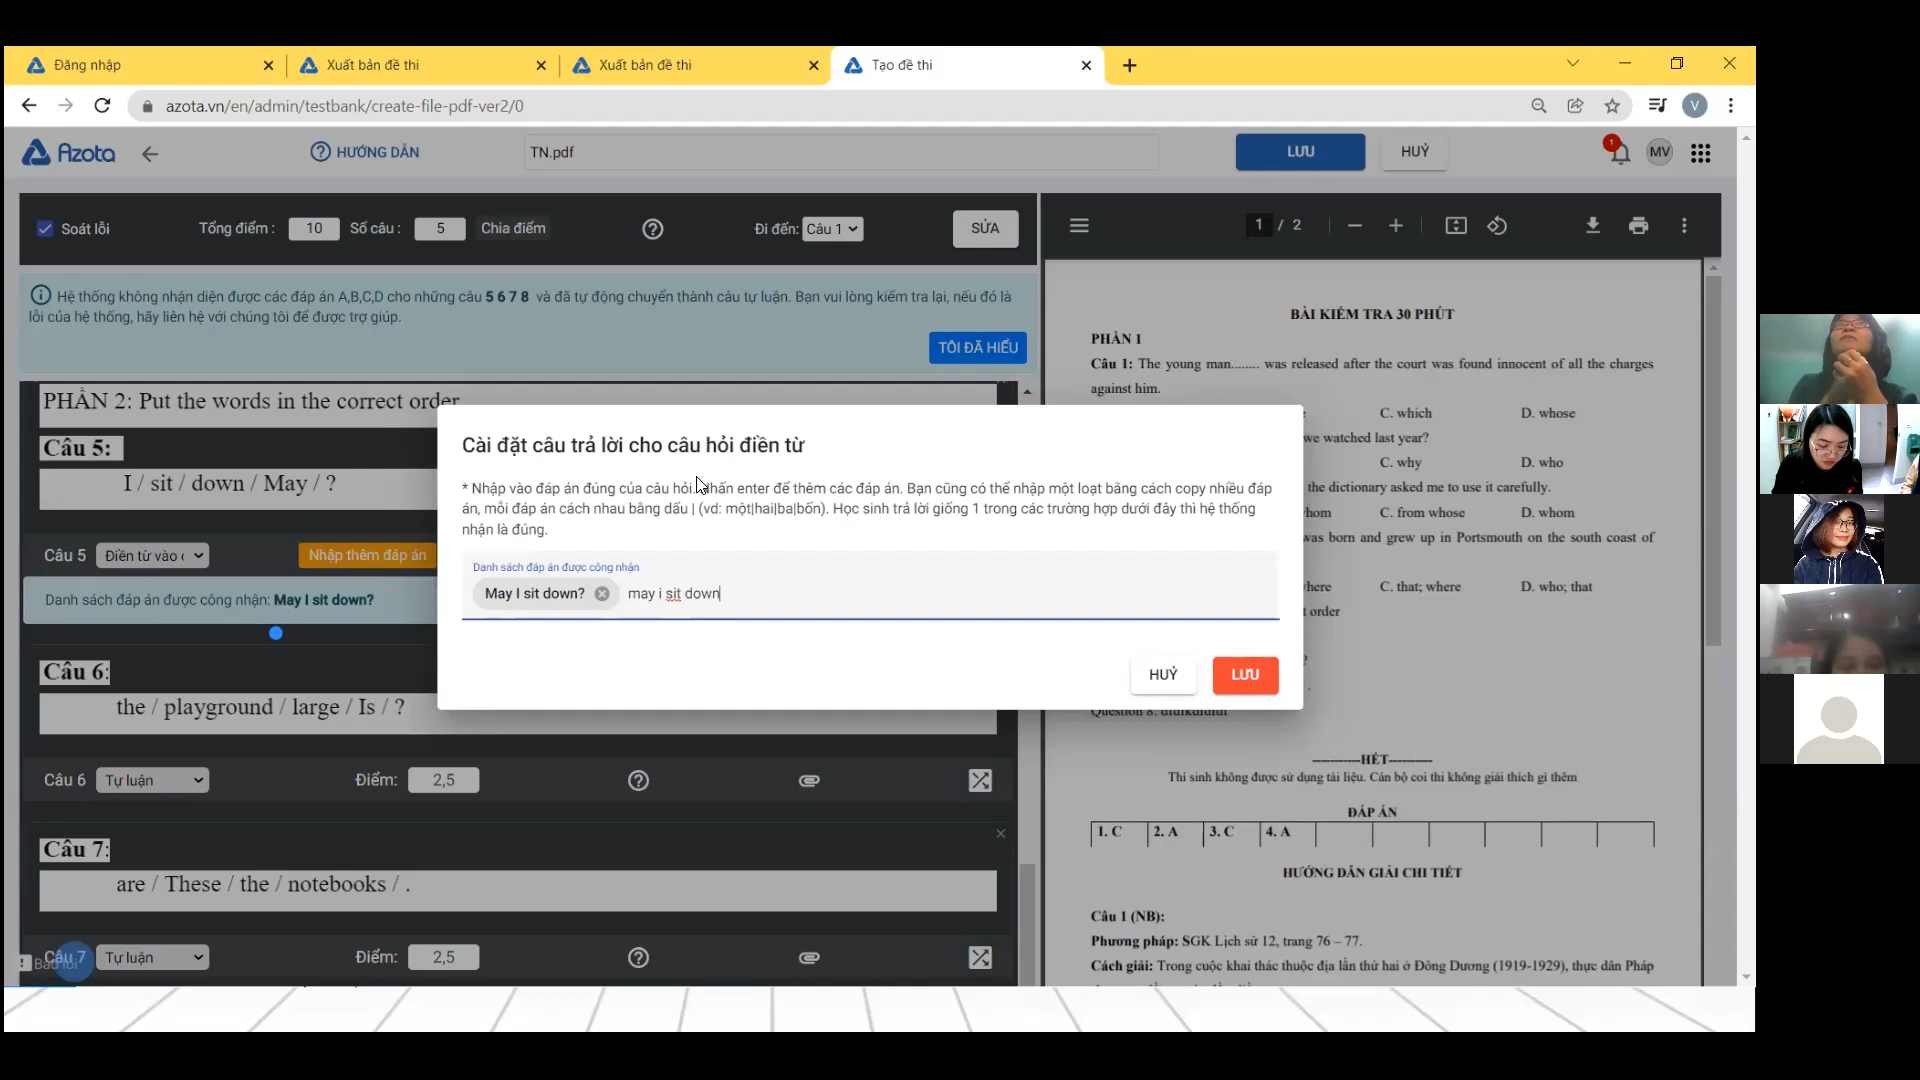 Đăng nhập
Xuất bản đề thi
Xuất bản đề thi
Tạo đề thi
azota.vn/en/admin/testbank/create-file-pdf-ver2/0
V
Azota
HƯỚNG DẪN
TN.pdf
LƯU
HUỶ
1
MV
Soát lỗi
Tổng điểm :
10
Số câu :
5
Chia điểm
Đi đến:
Câu 1
SỬA
1 / 2
Hệ thống không nhận diện được các đáp án A,B,C,D cho những câu 5 6 7 8 và đã tự động chuyển thành câu tự luận. Bạn vui lòng kiểm tra lại, nếu đó là
lỗi của hệ thống, hãy liên hệ với chúng tôi để được trợ giúp.
TÔI ĐÃ HIỂU
PHẦN 2: Put the words in the correct order
Câu 5:
I / sit / down / May / ?
Câu 5
Điền từ vào
Nhập thêm đáp án
Danh sách đáp án được công nhận: May I sit down?
Câu 6:
the / playground / large / Is / ?
Câu 6
Tự luận
Điểm:
2,5
Câu 7:
are / These / the / notebooks / .
Câu 7
Tự luận
Điểm:
2,5
Cài đặt câu trả lời cho câu hỏi điền từ
* Nhập vào đáp án đúng của câu hỏi. Nhấn enter để thêm các đáp án. Bạn cũng có thể nhập một loạt bằng cách copy nhiều đáp
án, mỗi đáp án cách nhau bằng dấu | (vd: một|hai|ba|bốn). Học sinh trả lời giống 1 trong các trường hợp dưới đây thì hệ thống
nhận là đúng.
Danh sách đáp án được công nhận
May I sit down?
may i sit down
HUỶ
LƯU
BÀI KIỂM TRA 30 PHÚT
PHẦN 1
Câu 1: The young man........ was released after the court was found innocent of all the charges
against him.
C. which
D. whose
we watched last year?
C. why
D. who
the dictionary asked me to use it carefully.
C. from whose
D. whom
was born and grew up in Portsmouth on the south coast of
C. that; where
D. who; that
order
Question 8:
----------HẾT----------
Thí sinh không được sử dụng tài liệu. Cán bộ coi thi không giải thích gì thêm
ĐÁP ÁN
1. C
2. A
3. C
4. A
HƯỚNG DẪN GIẢI CHI TIẾT
Câu 1 (NB):
Phương pháp: SGK Lịch sử 12, trang 76 – 77.
Cách giải: Trong cuộc khai thác thuộc địa lần thứ hai ở Đông Dương (1919-1929), thực dân Pháp